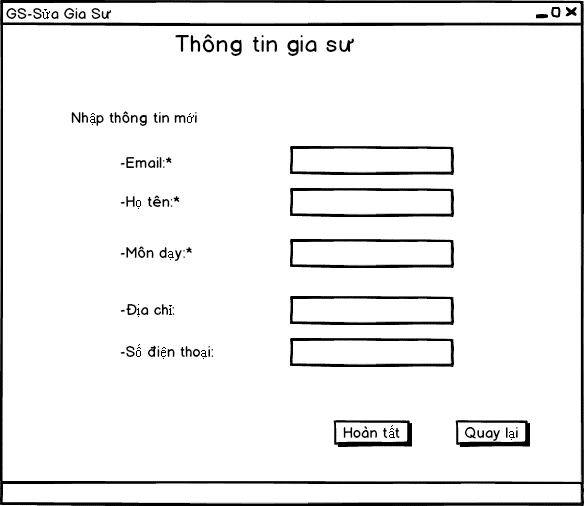 GS-Sửa Gia Sư
Thông tin gia sư
Nhập thông tin mới
-Email:*
-Họ tên:*
-Môn dạy:*
-Địa chỉ:
-Số điện thoại:
Hoàn tất
Quay lại